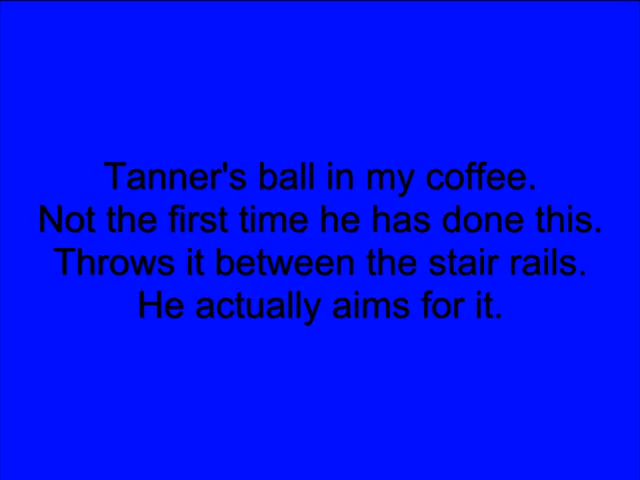 Tanner's ball in my coffee.
Not the first time he has done this.
Throws it between the stair rails.
He actually aims for it.